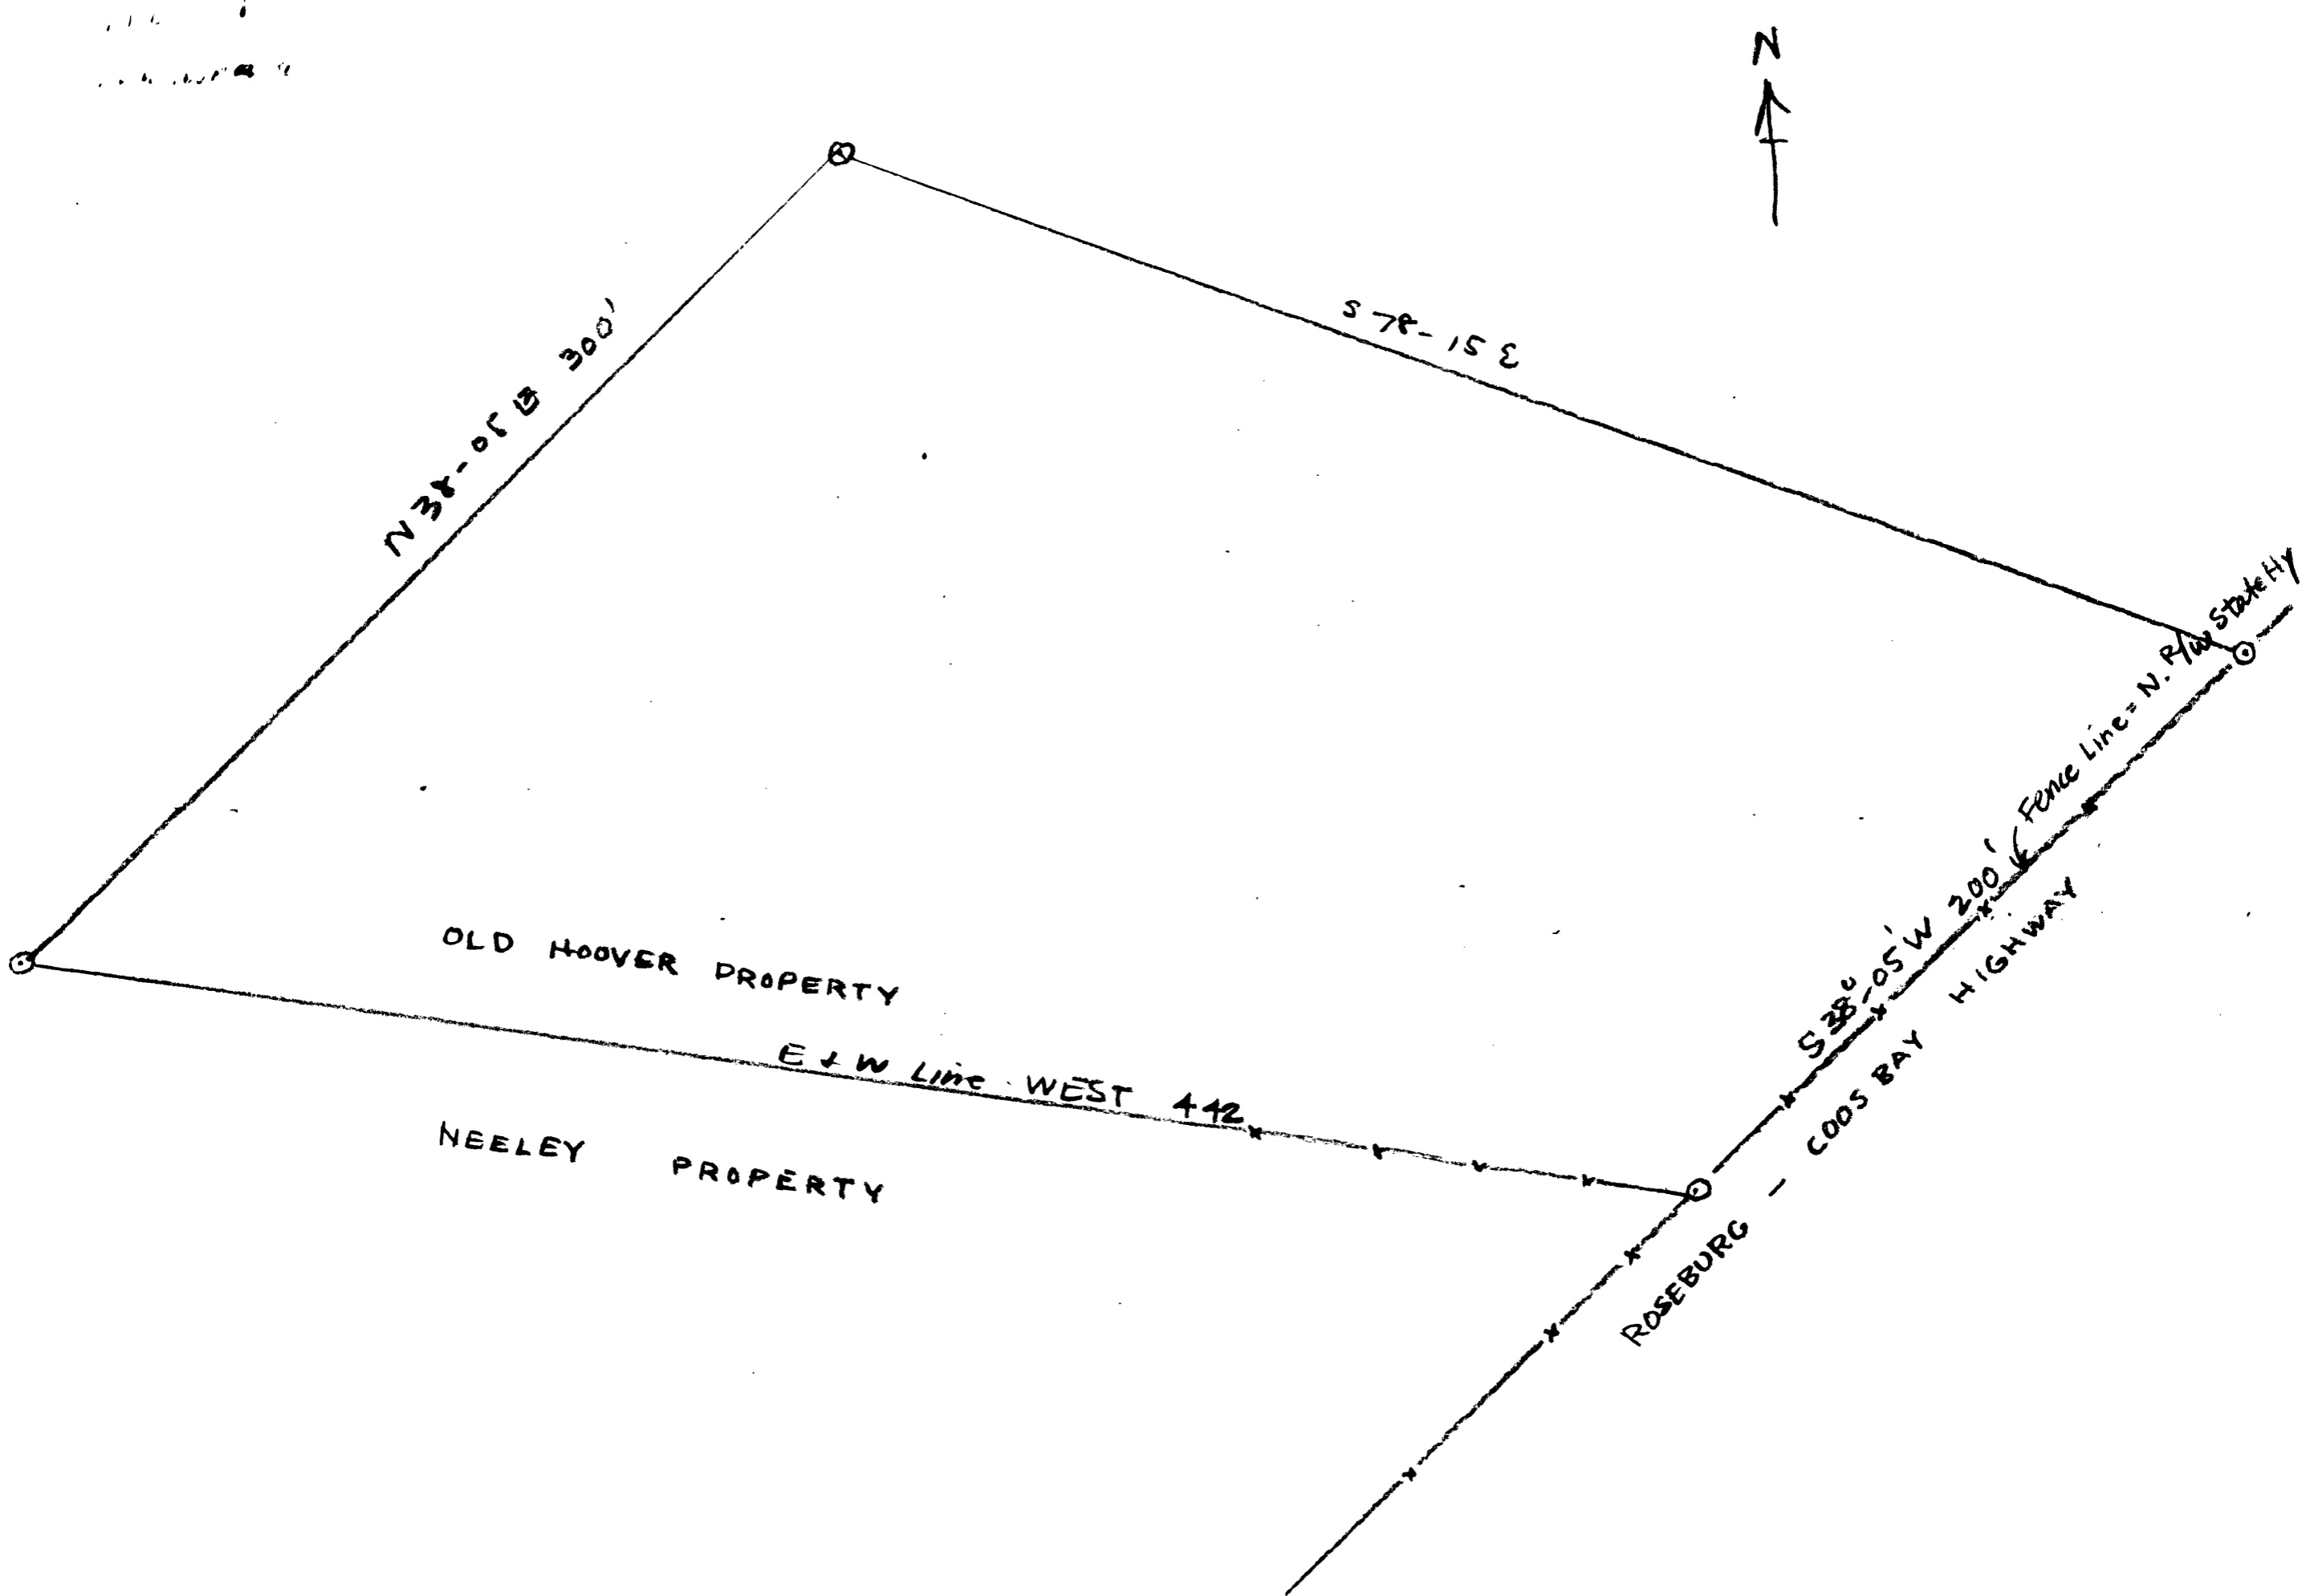 N
S 78-15 E
N 38-05 E 300'
Fence Line = N. R/W State Hy
S 38°-05' W 200'
ROSEBURG - COOS BAY HIGHWAY
OLD HOOVER PROPERTY
E & W Line WEST 442
NEELEY PROPERTY